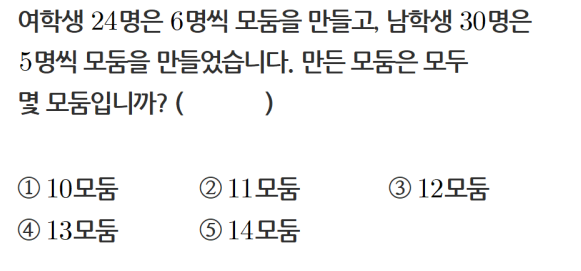 여학생 24명은 6명씩 모둠을 만들고, 남학생 30명은
5명씩 모둠을 만들었습니다. 만든 모둠은 모두
몇 모둠입니까? (          )
① 10모둠 ② 11모둠 ③ 12모둠
④ 13모둠 ⑤ 14모둠